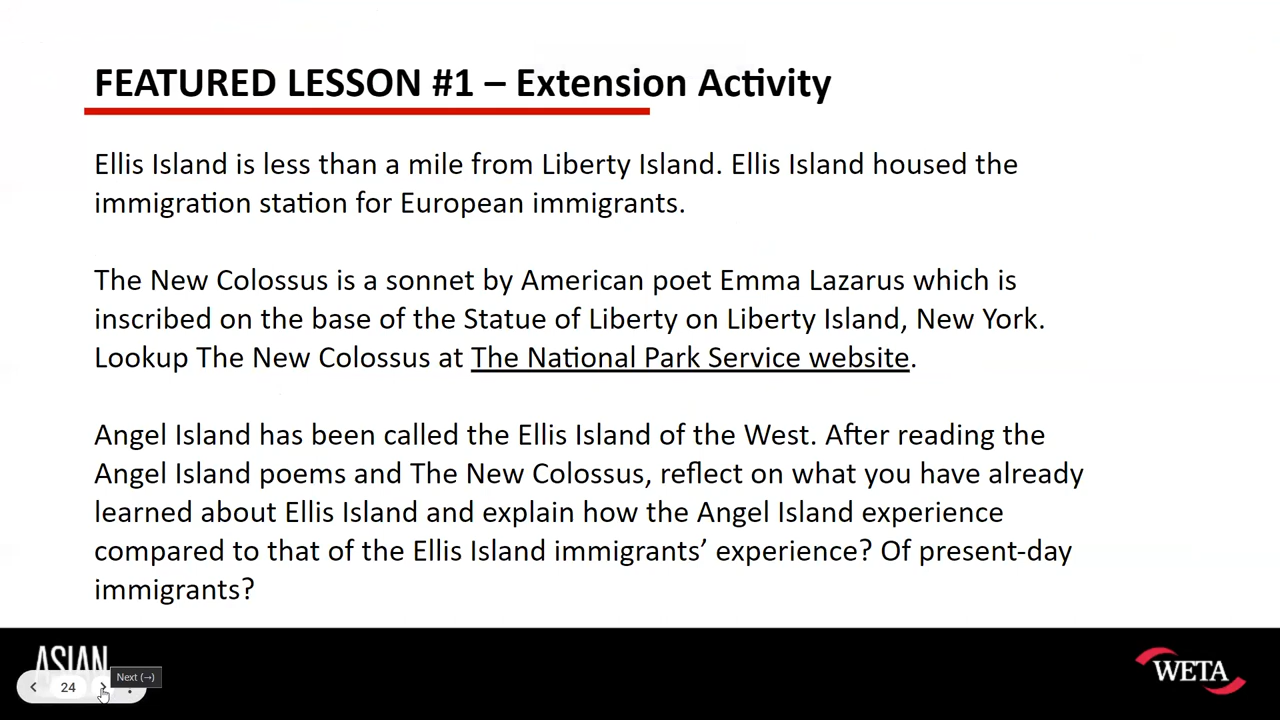 FEATURED LESSON #1 – Extension Activity
Ellis Island is less than a mile from Liberty Island. Ellis Island housed the
immigration station for European immigrants.
The New Colossus is a sonnet by American poet Emma Lazarus which is
inscribed on the base of the Statue of Liberty on Liberty Island, New York.
Lookup The New Colossus at The National Park Service website.
Angel Island has been called the Ellis Island of the West. After reading the
Angel Island poems and The New Colossus, reflect on what you have already
learned about Ellis Island and explain how the Angel Island experience
compared to that of the Ellis Island immigrants’ experience? Of present-day
immigrants?
ASIAN
Next (→)
24
WETA